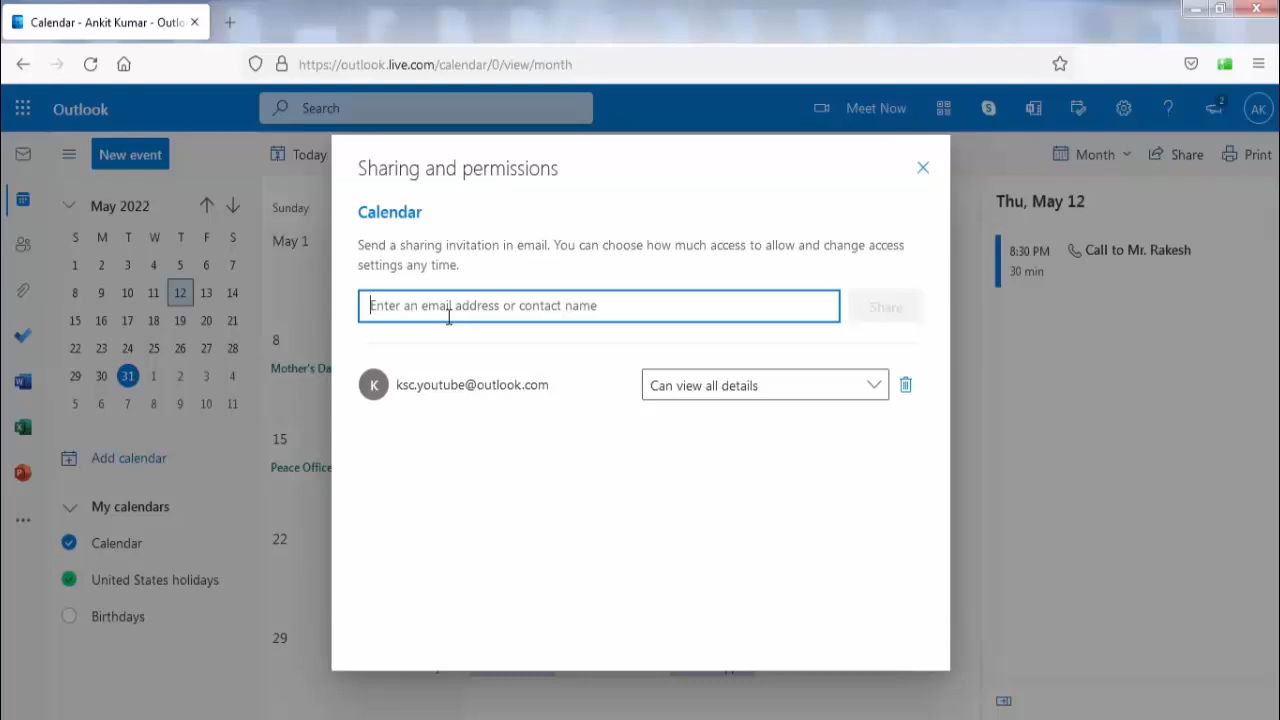 Calendar - Ankit Kumar - Outlo
https://outlook.live.com/calendar/0/view/month
Outlook
Search
Meet Now
2
AK
New event
Today
Month
Share
Print
May 2022
S M T W T F S
1 2 3 4 5 6 7
8 9 10 11 12 13 14
15 16 17 18 19 20 21
22 23 24 25 26 27 28
29 30 31 1 2 3 4
5 6 7 8 9 10 11
Add calendar
My calendars
Calendar
United States holidays
Birthdays
Sunday
May 1
8
Mother's Da
15
Peace Office
22
29
Sharing and permissions
Calendar
Send a sharing invitation in email. You can choose how much access to allow and change access
settings any time.
Enter an email address or contact name
Share
K
ksc.youtube@outlook.com
Can view all details
Thu, May 12
8:30 PM Call to Mr. Rakesh
30 min